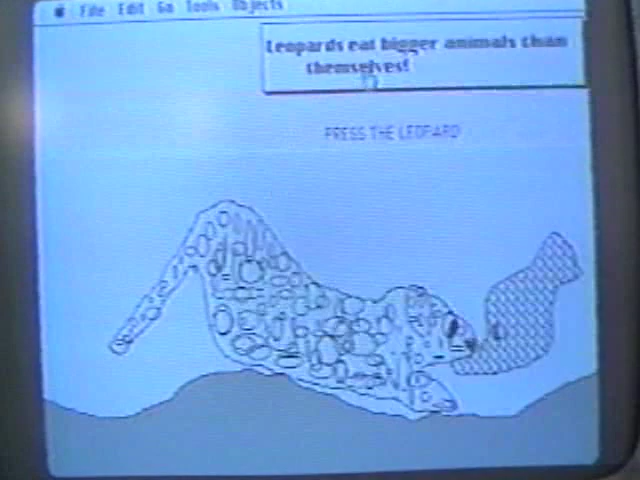 File Edit Go Tools Objects
Leopards eat bigger animals than
themselves!
PRESS THE LEOPARD